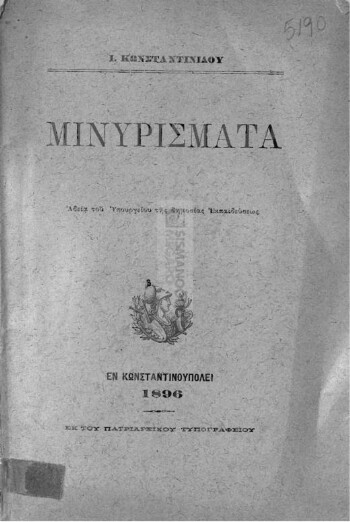 5190
Ι. ΚΩΝΣΤΑΝΤΙΝΙΔΟΥ
ΜΙΝΥΡΙΣΜΑΤΑ
Ἀδείᾳ τοῦ Ὑπουργείου τῆς Δημοσίας Ἐκπαιδεύσεως
ΕΝ ΚΩΝΣΤΑΝΤΙΝΟΥΠΟΛΕΙ
1896
ΕΚ ΤΟΥ ΠΑΤΡΙΑΡΧΙΚΟΥ ΤΥΠΟΓΡΑΦΕΙΟΥ